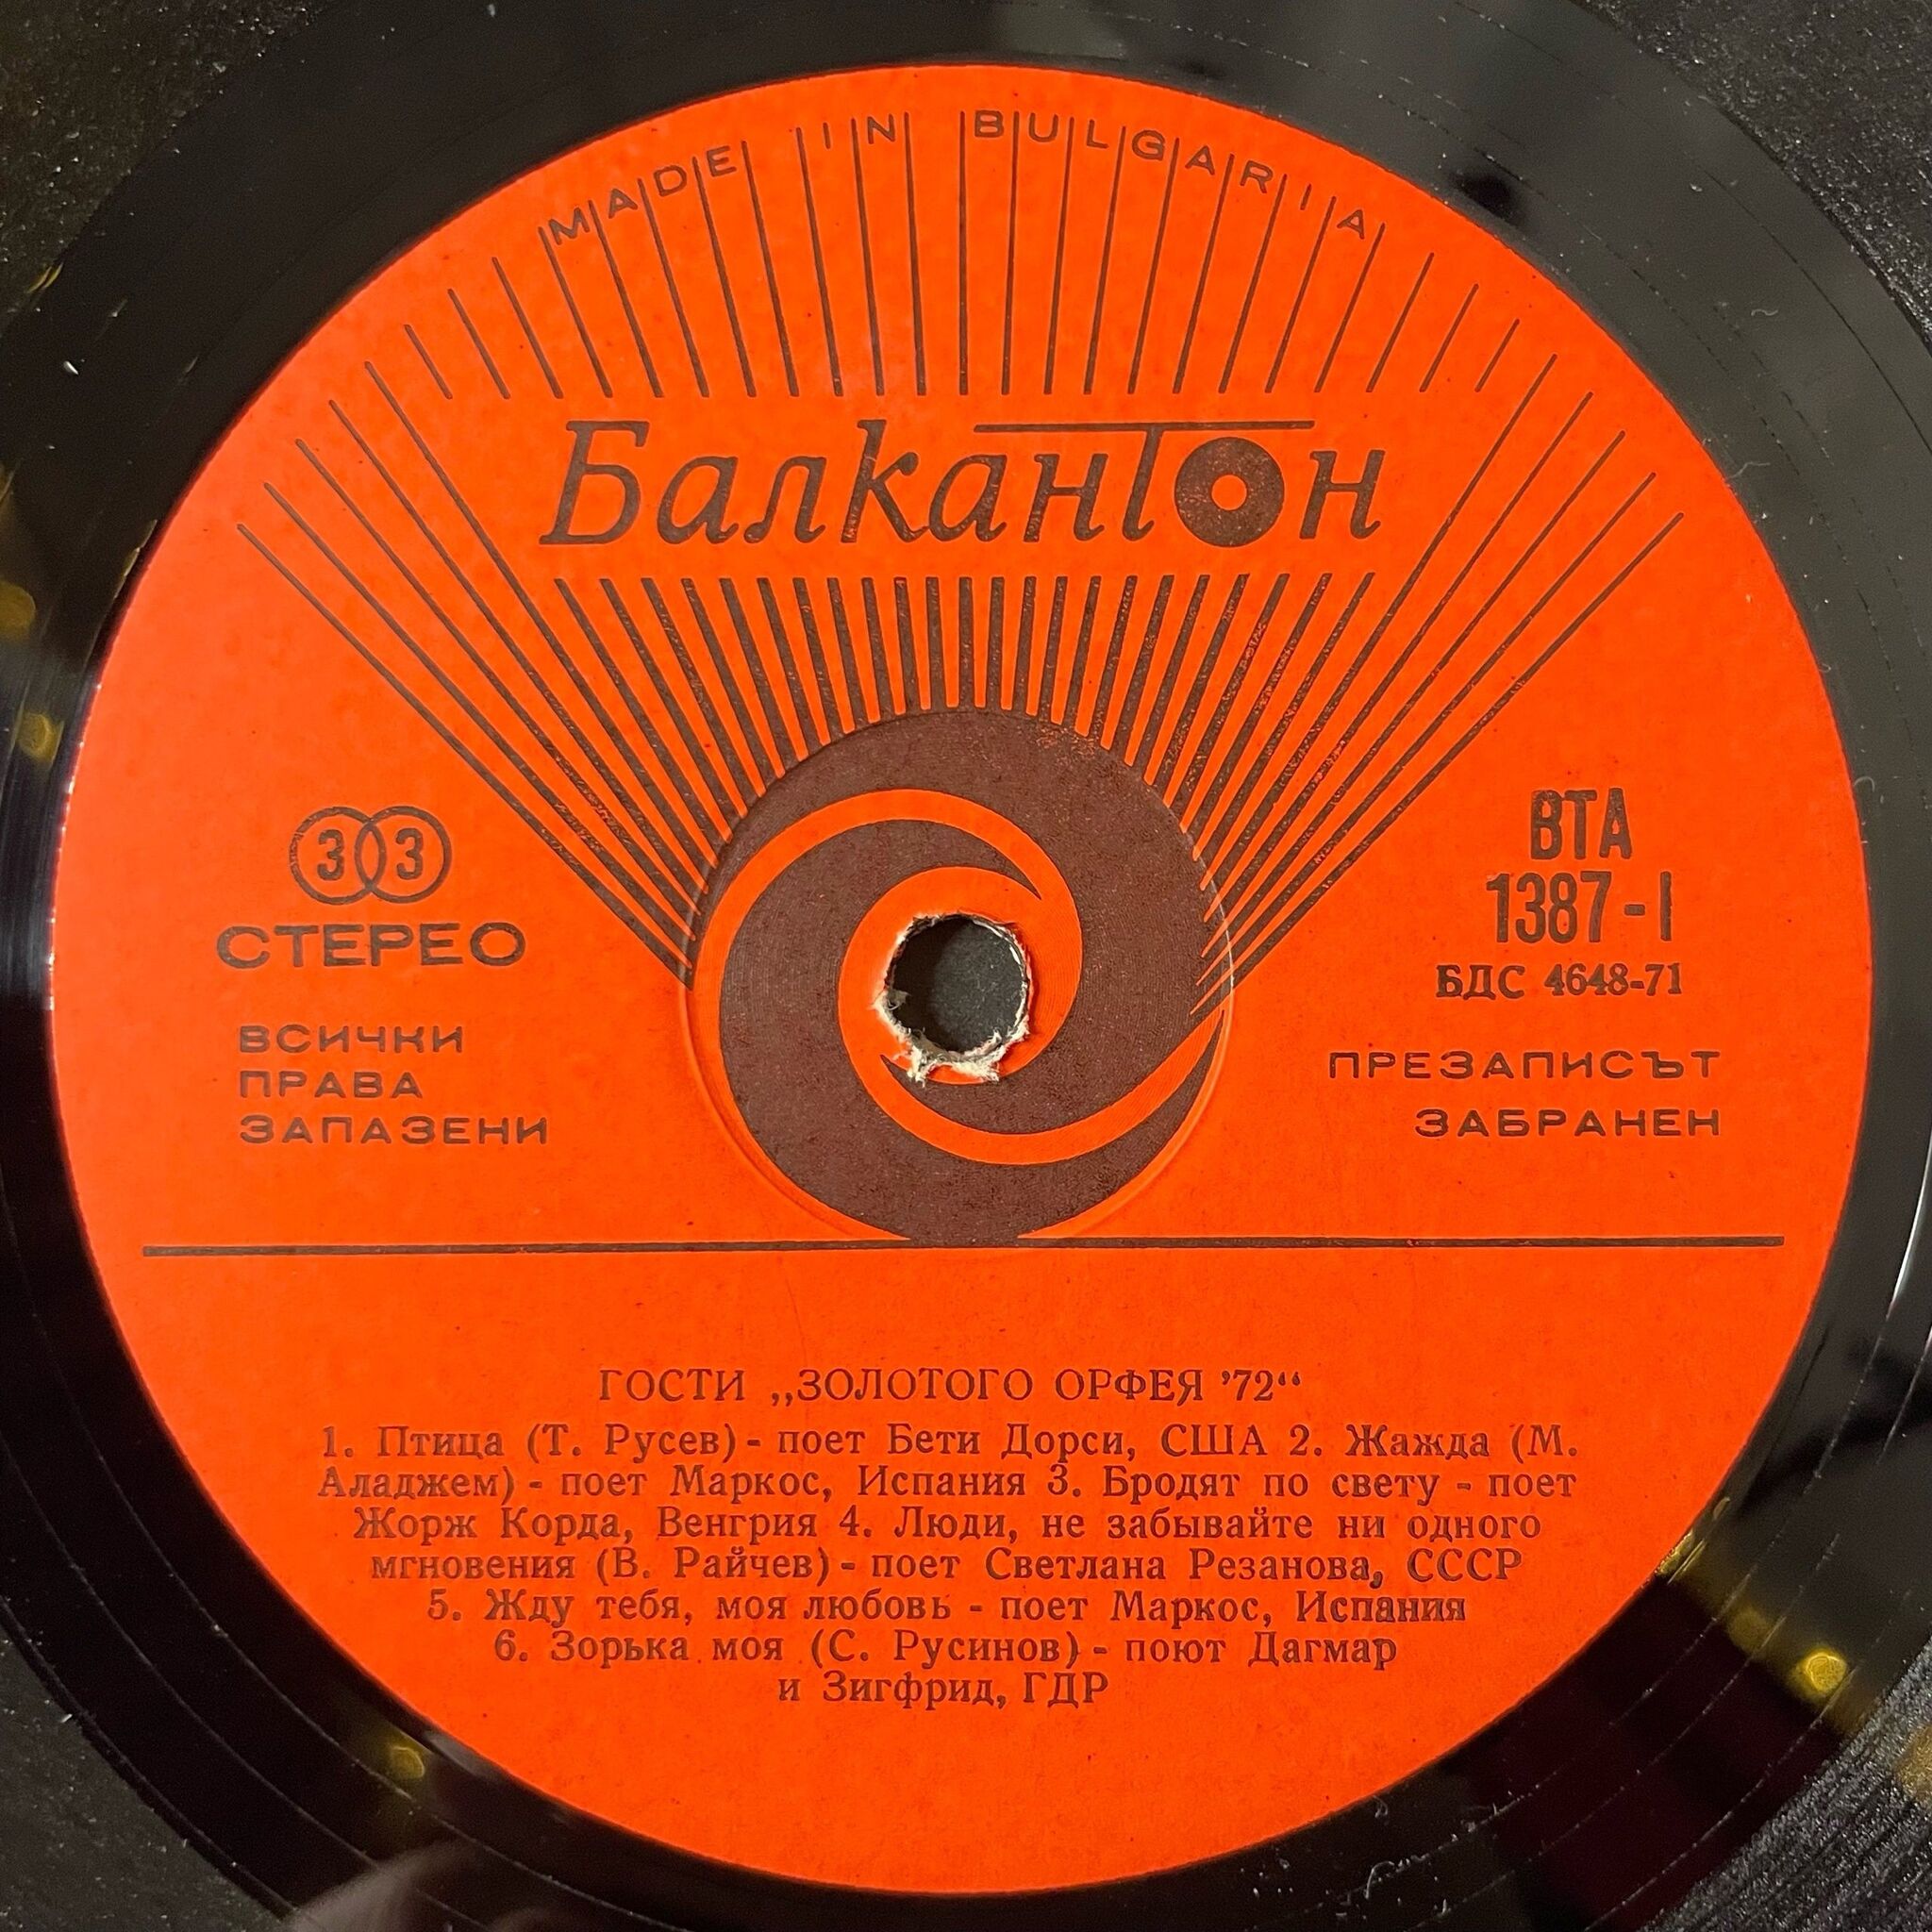 MADE IN BULGARIA
Балкантон
33
СТЕРЕО
ВСИЧКИ
ПРАВА
ЗАПАЗЕНИ
ВТА
1387-I
БДС 4648-71
ПРЕЗАПИСЪТ
ЗАБРАНЕН
ГОСТИ „ЗОЛОТОГО ОРФЕЯ ’72“
1. Птица (Т. Русев) - поет Бети Дорси, США 2. Жажда (М.
Аладжем) - поет Маркос, Испания 3. Бродят по свету - поет
Жорж Корда, Венгрия 4. Люди, не забывайте ни одного
мгновения (В. Райчев) - поет Светлана Резанова, СССР
5. Жду тебя, моя любовь - поет Маркос, Испания
6. Зорька моя (С. Русинов) - поют Дагмар
и Зигфрид, ГДР